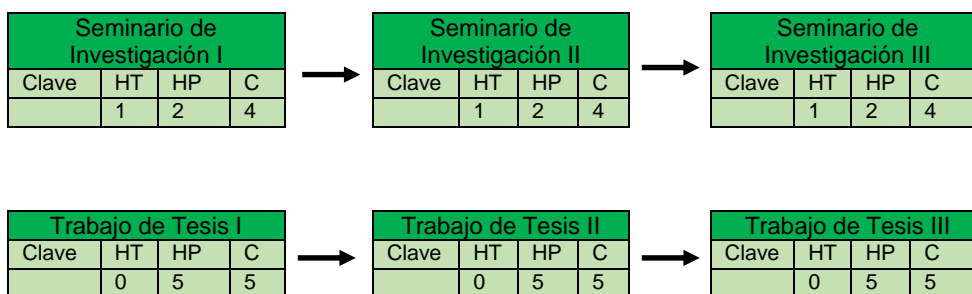 Seminario de
Investigación I
Clave HT HP C
1 2 4
Seminario de
Investigación II
Clave HT HP C
1 2 4
Seminario de
Investigación III
Clave HT HP C
1 2 4
Trabajo de Tesis I
Clave HT HP C
0 5 5
Trabajo de Tesis II
Clave HT HP C
0 5 5
Trabajo de Tesis III
Clave HT HP C
0 5 5